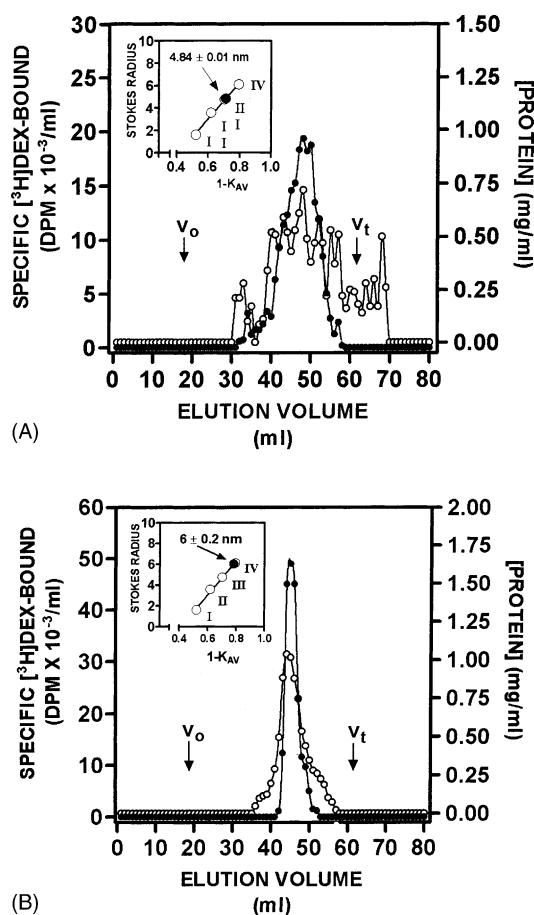 SPECIFIC [³H]DEX-BOUND
(DPM X 10⁻³/ml)
30
25
20
15
10
5
0
STOKES RADIUS
10
8
6
4
2
0
4.84 ± 0.01 nm
IV
II
I
I
I
I
0.4 0.6 0.8 1.0
1-K_AV
V_o
V_t
1.50
1.25
1.00
0.75
0.50
0.25
0.00
[PROTEIN]
(mg/ml)
0 10 20 30 40 50 60 70 80
ELUTION VOLUME
(ml)
(A)
SPECIFIC [³H]DEX-BOUND
(DPM X 10⁻³/ml)
60
50
40
30
20
10
0
STOKES RADIUS
10
8
6
4
2
0
6 ± 0.2 nm
IV
III
II
I
0.4 0.6 0.8 1.0
1-K_AV
V_o
V_t
2.00
1.75
1.50
1.25
1.00
0.75
0.50
0.25
0.00
[PROTEIN]
(mg/ml)
0 10 20 30 40 50 60 70 80
ELUTION VOLUME
(ml)
(B)